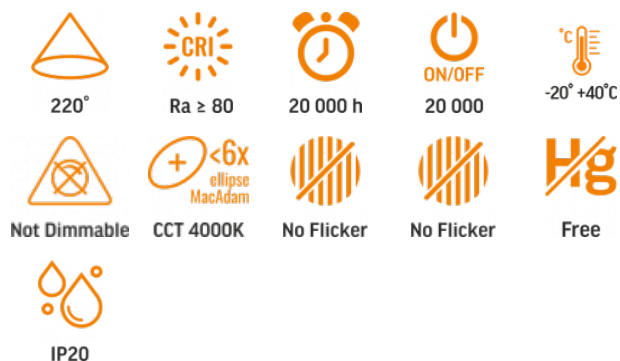 CRI
ON/OFF
°C
220°
Ra ≥ 80
20 000 h
20 000
-20° +40°C
<6x
ellipse
MacAdam
Hg
Not Dimmable
CCT 4000K
No Flicker
No Flicker
Free
IP20